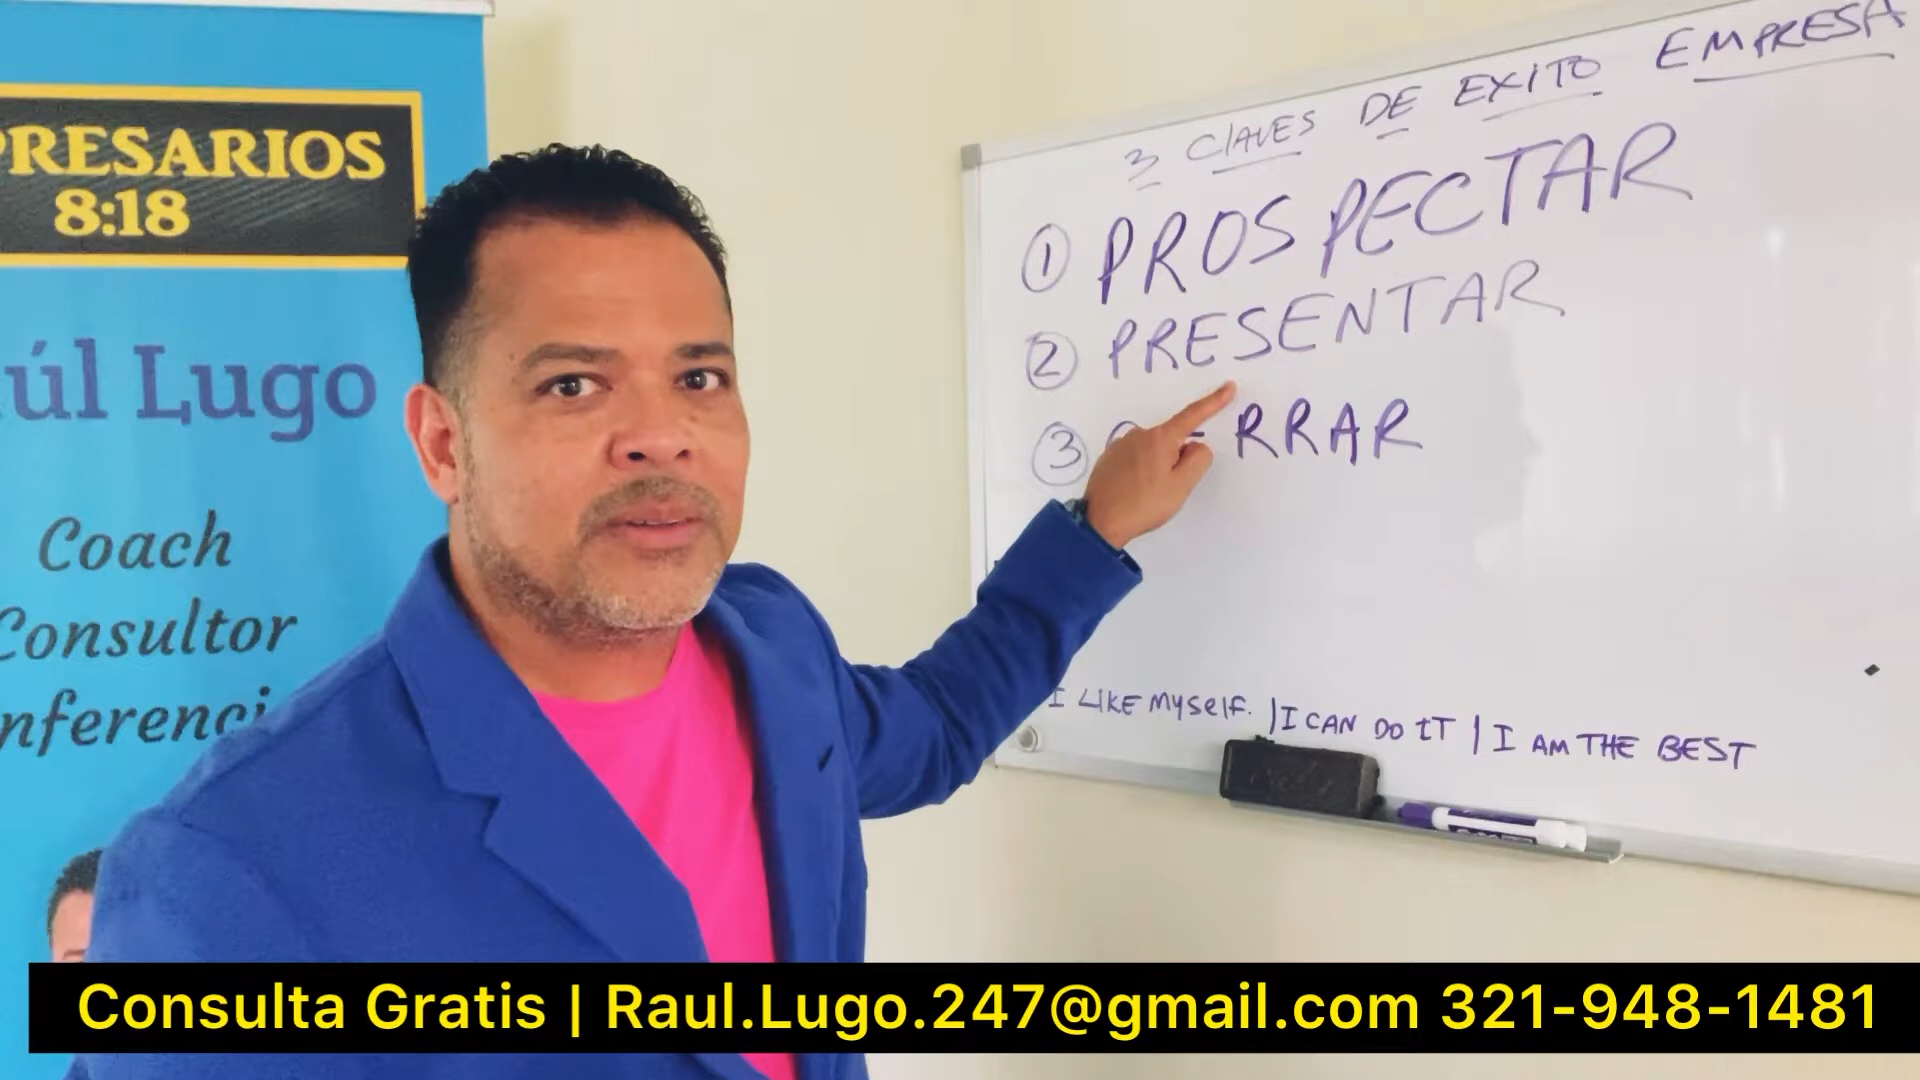 PRESARIOS
8:18
úl Lugo
Coach
Consultor
nferenci
3 CLAVES DE EXITO EMPRESA
1 PROSPECTAR
2 PRESENTAR
3 RRAR
I LIKE MYSELF. | I CAN DO IT | I AM THE BEST
Consulta Gratis | Raul.Lugo.247@gmail.com 321-948-1481